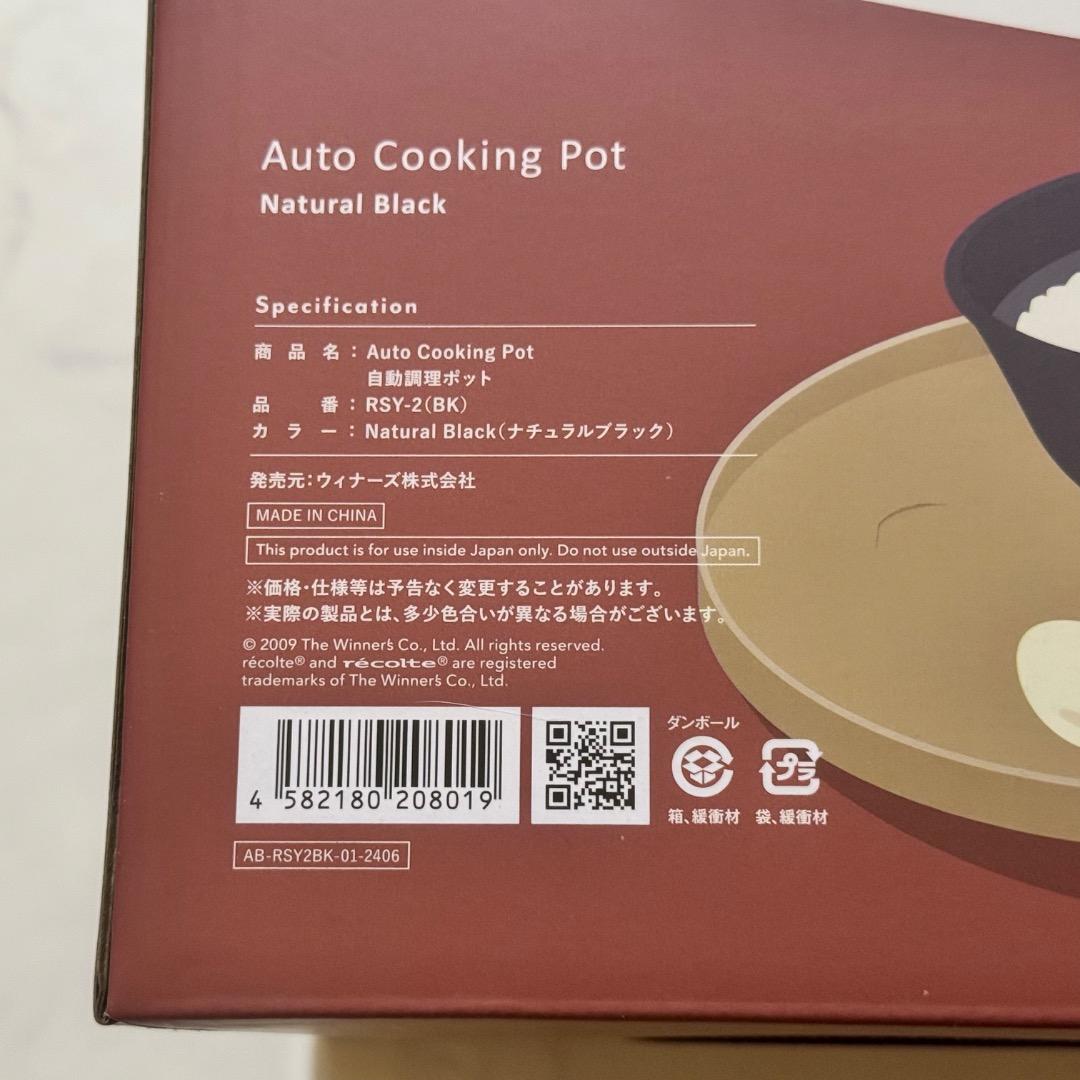 Auto Cooking Pot
Natural Black
Specification
商品名：Auto Cooking Pot
自動調理ポット
品番：RSY-2(BK)
カラー：Natural Black(ナチュラルブラック)
発売元:ウィナーズ株式会社
MADE IN CHINA
This product is for use inside Japan only. Do not use outside Japan.
※価格・仕様等は予告なく変更することがあります。
※実際の製品とは、多少色合いが異なる場合がございます。
© 2009 The Winner's Co., Ltd. All rights reserved.
récolte® and récolte® are registered
trademarks of The Winner's Co., Ltd.
4 582180 208019
ダンボール
プラ
箱、緩衝材
袋、緩衝材
AB-RSY2BK-01-2406